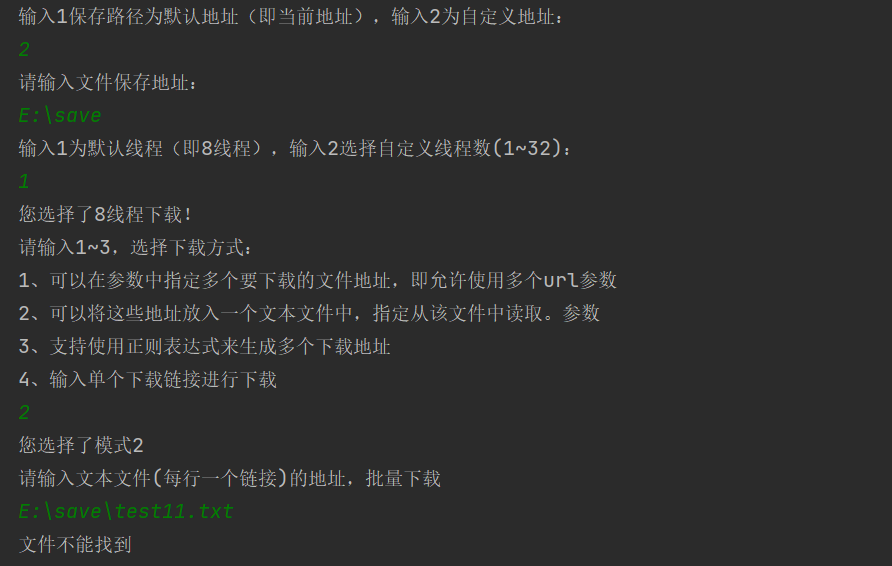 输入1保存路径为默认地址（即当前地址），输入2为自定义地址：
2
请输入文件保存地址：
E:\save
输入1为默认线程（即8线程），输入2选择自定义线程数(1~32)：
1
您选择了8线程下载！
请输入1~3，选择下载方式：
1、可以在参数中指定多个要下载的文件地址，即允许使用多个url参数
2、可以将这些地址放入一个文本文件中，指定从该文件中读取。参数
3、支持使用正则表达式来生成多个下载地址
4、输入单个下载链接进行下载
2
您选择了模式2
请输入文本文件(每行一个链接)的地址，批量下载
E:\save\test11.txt
文件不能找到